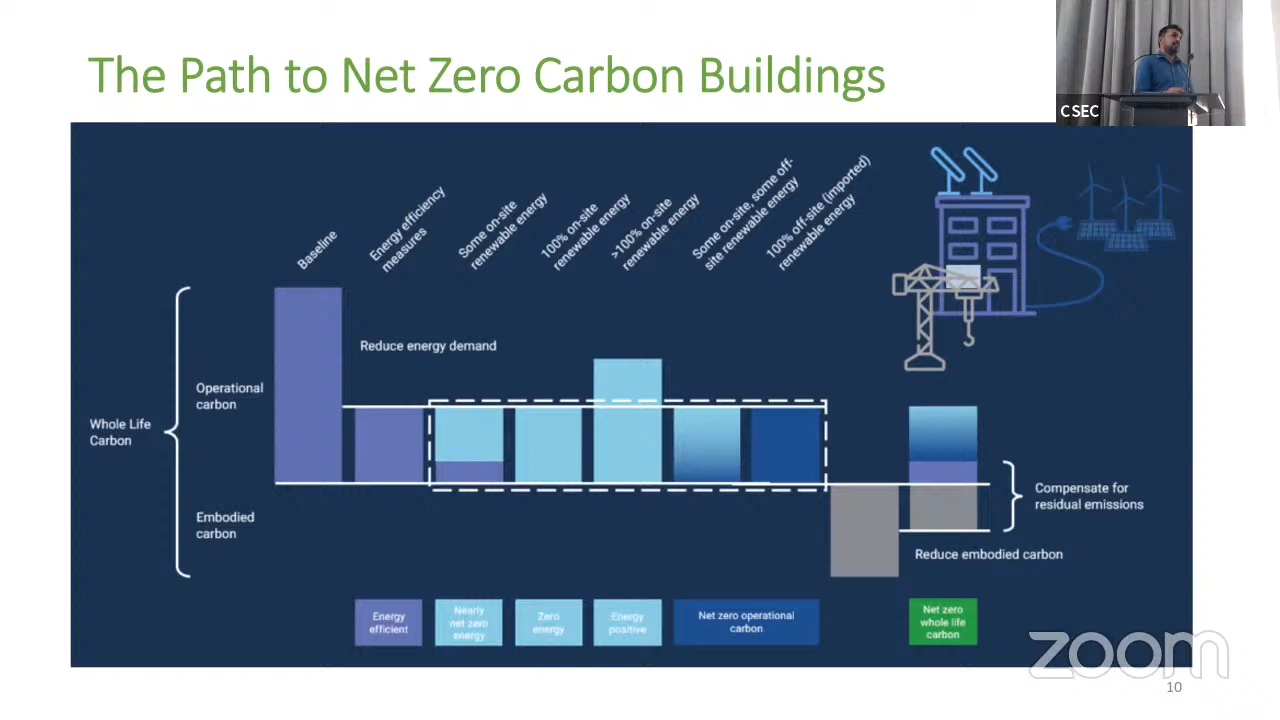 The Path to Net Zero Carbon Buildings
CSEC
Baseline
Energy efficiency
measures
Some on-site
renewable energy
100% on-site
renewable energy
>100% on-site
renewable energy
Some on-site, some off-
site renewable energy
100% off-site (imported)
renewable energy
Reduce energy demand
Operational
carbon
Whole Life
Carbon
Embodied
carbon
Compensate for
residual emissions
Reduce embodied carbon
Energy
efficient
Nearly
net zero
energy
Zero
energy
Energy
positive
Net zero operational
carbon
Net zero
whole life
carbon
zoom
10